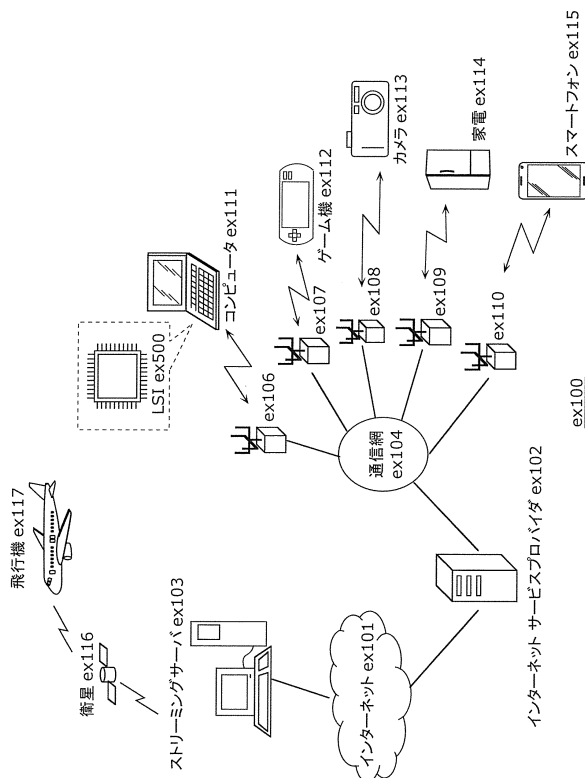 飛行機 ex117
衛星 ex116
ストリーミングサーバ ex103
インターネット ex101
インターネット サービスプロバイダ ex102
LSI ex500
コンピュータ ex111
ゲーム機 ex112
カメラ ex113
家電 ex114
スマートフォン ex115
ex106
ex107
ex108
ex109
ex110
通信網
ex104
ex100